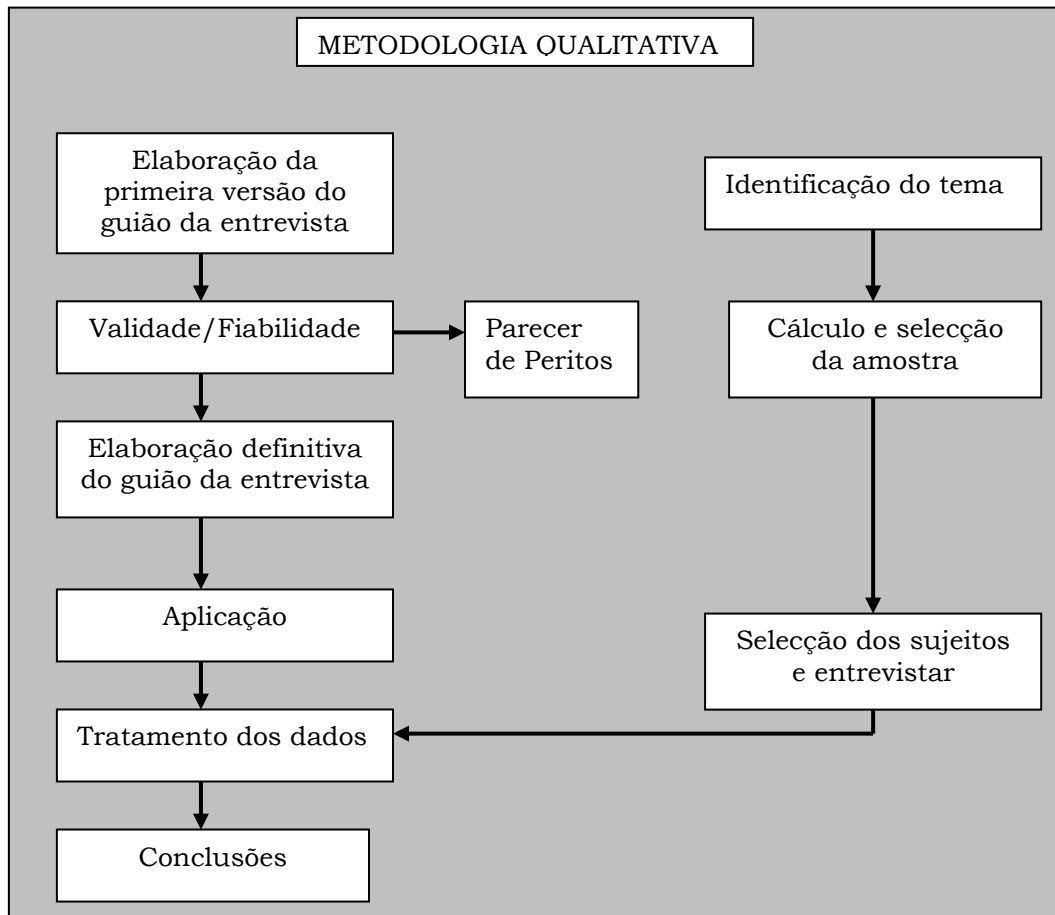 METODOLOGIA QUALITATIVA
Elaboração da
primeira versão do
guião da entrevista
Identificação do tema
Validade/Fiabilidade
Parecer
de Peritos
Cálculo e selecção
da amostra
Elaboração definitiva
do guião da entrevista
Aplicação
Selecção dos sujeitos
e entrevistar
Tratamento dos dados
Conclusões